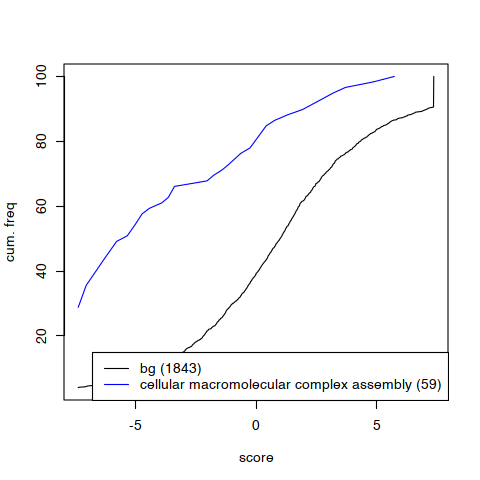 cum. freq
100
80
60
40
20
bg (1843)
cellular macromolecular complex assembly (59)
-5
0
5
score